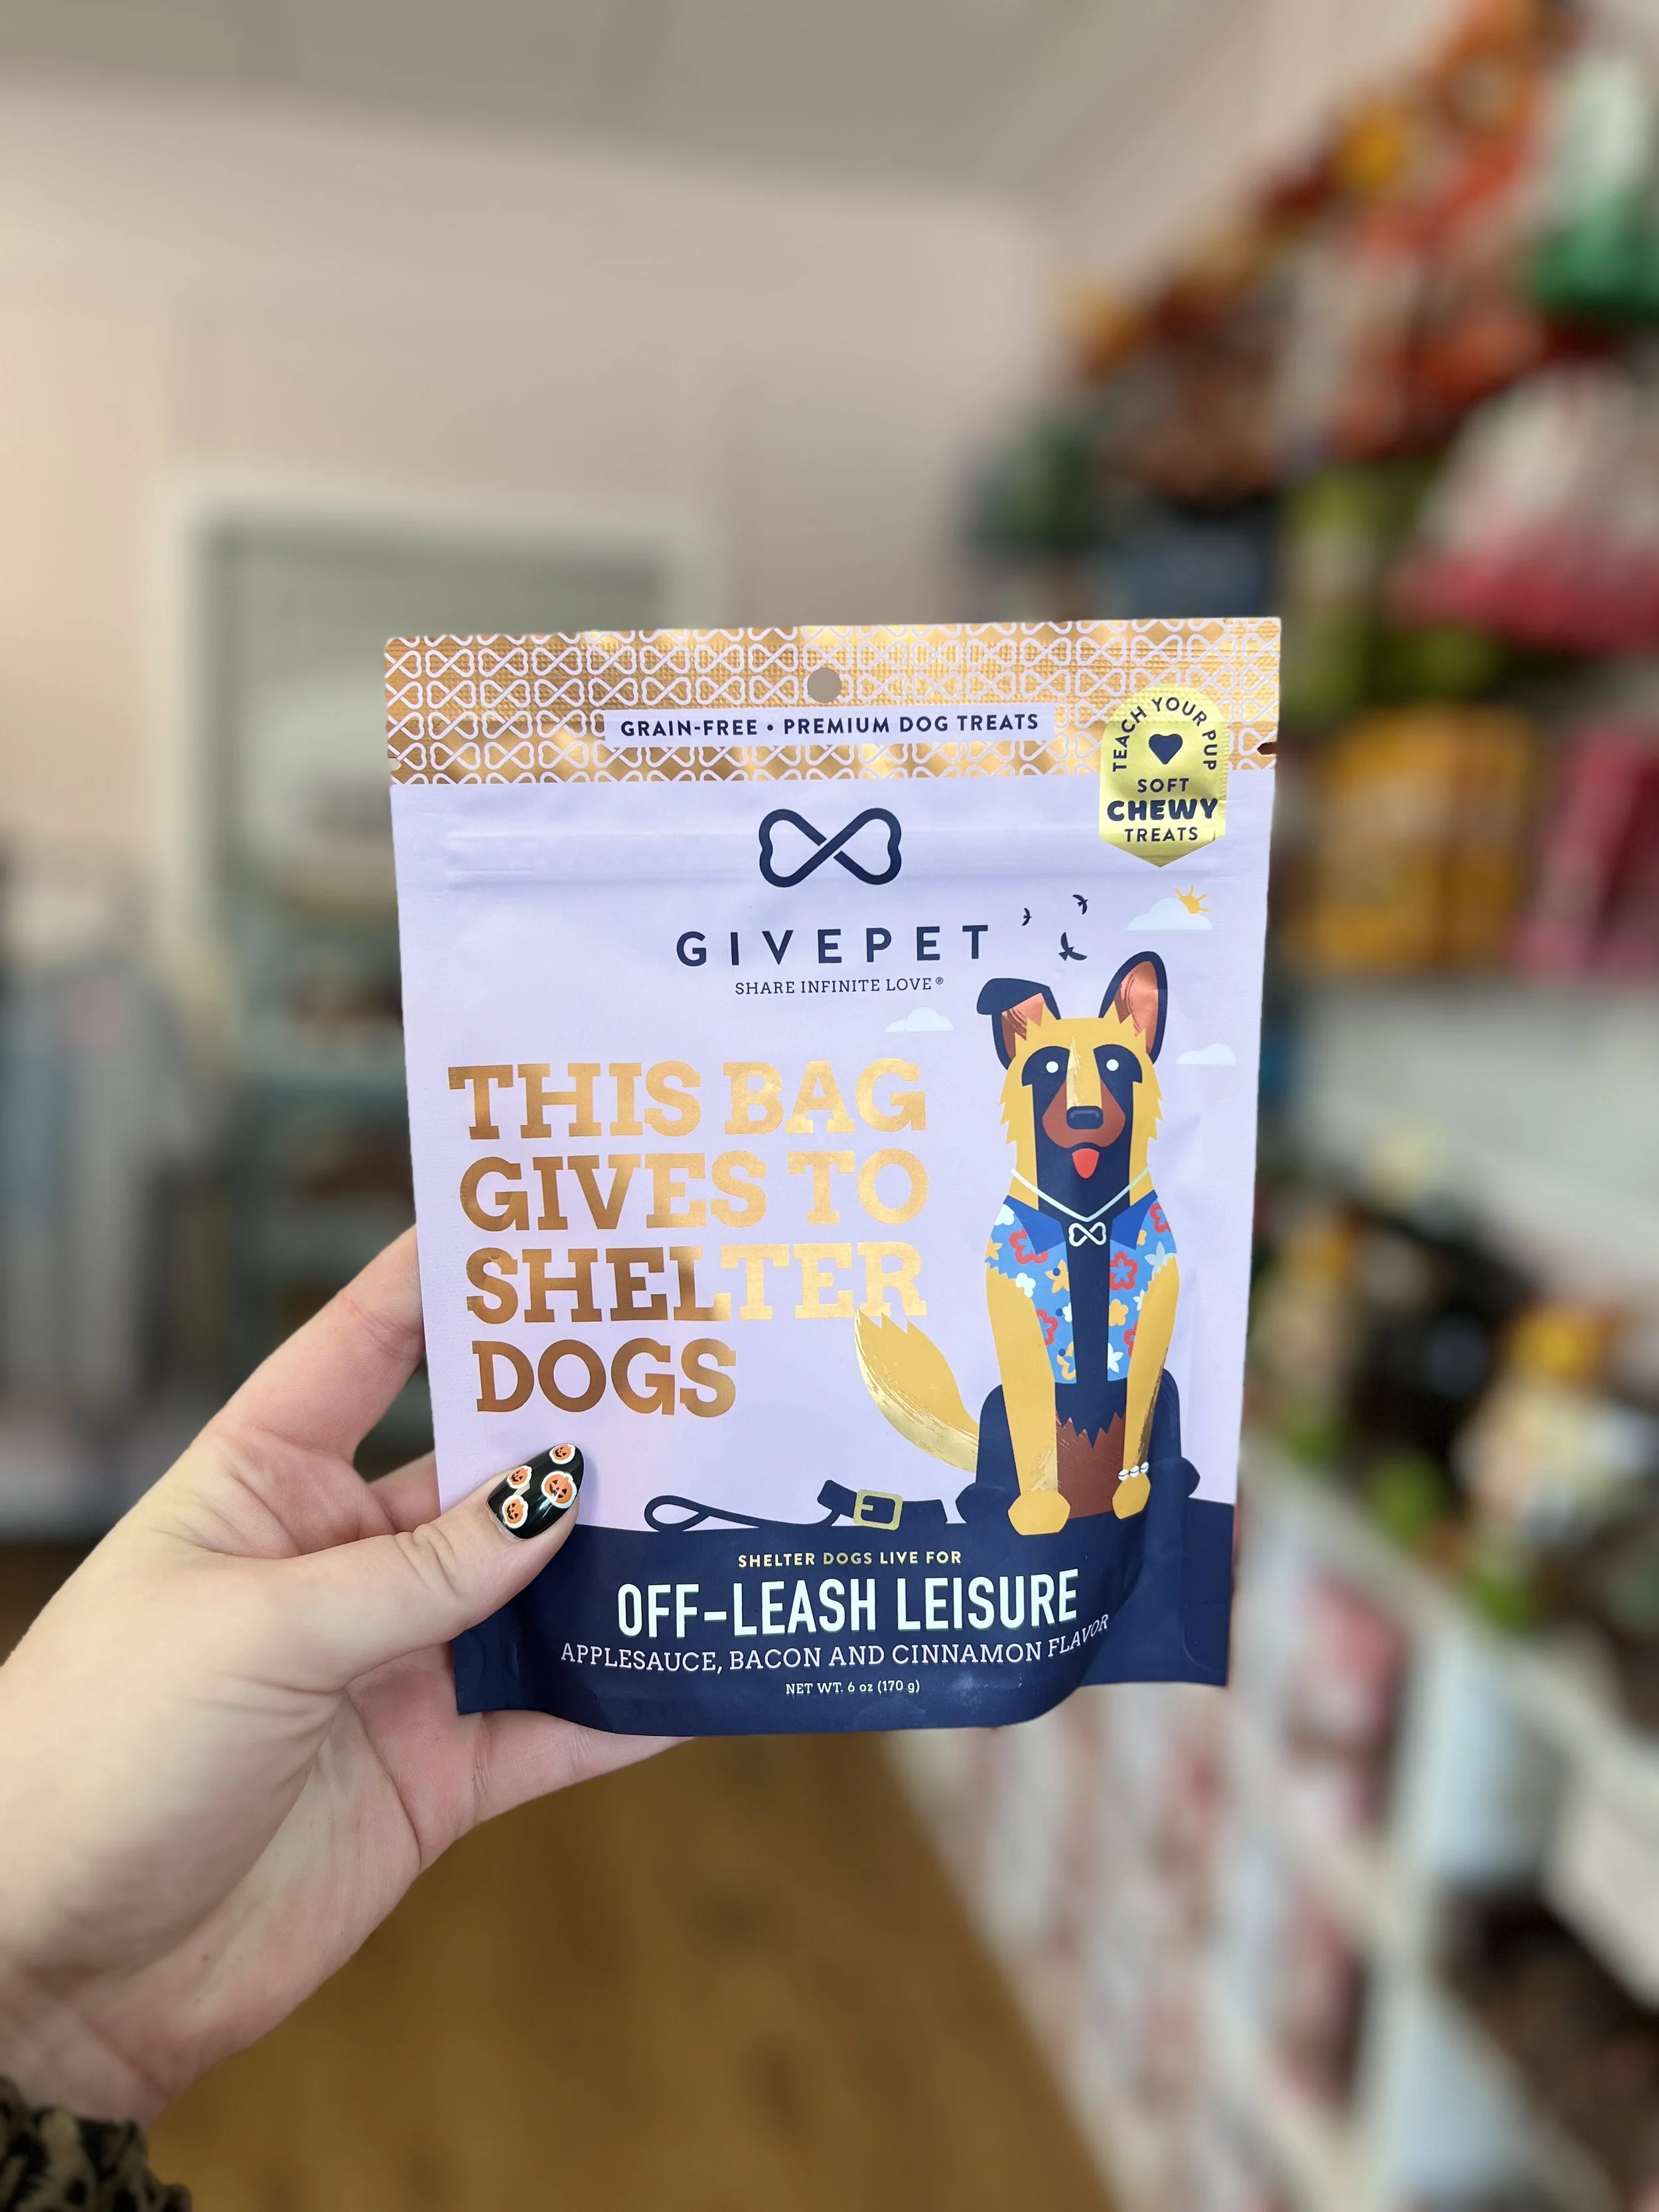 GRAIN-FREE • PREMIUM DOG TREATS
TEACH YOUR PUP
SOFT
CHEWY
TREATS
GIVEPET
SHARE INFINITE LOVE®
THIS BAG
GIVES TO
SHELTER
DOGS
SHELTER DOGS LIVE FOR
OFF-LEASH LEISURE
APPLESAUCE, BACON AND CINNAMON FLAVOR
NET WT. 6 oz (170 g)